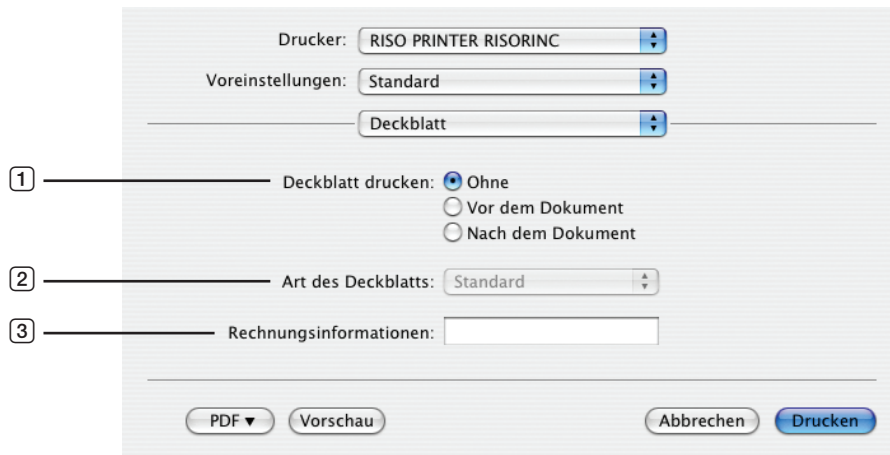 Drucker: RISO PRINTER RISORINC
Voreinstellungen: Standard
Deckblatt
1 Deckblatt drucken: Ohne
Vor dem Dokument
Nach dem Dokument
2 Art des Deckblatts: Standard
3 Rechnungsinformationen:
PDF ▼ Vorschau Abbrechen Drucken